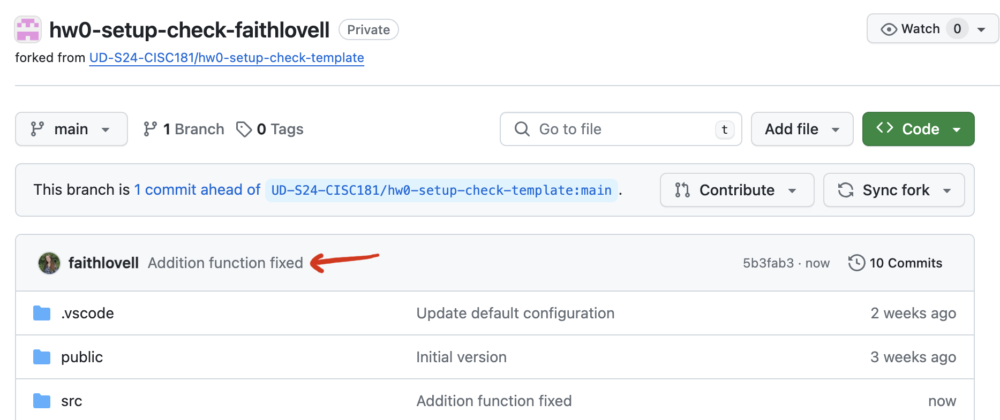 hw0-setup-check-faithlovell Private Watch 0
forked from UD-S24-CISC181/hw0-setup-check-template
main 1 Branch 0 Tags Go to file t Add file Code
This branch is 1 commit ahead of UD-S24-CISC181/hw0-setup-check-template:main . Contribute Sync fork
faithlovell Addition function fixed 5b3fab3 · now 10 Commits
.vscode Update default configuration 2 weeks ago
public Initial version 3 weeks ago
src Addition function fixed now